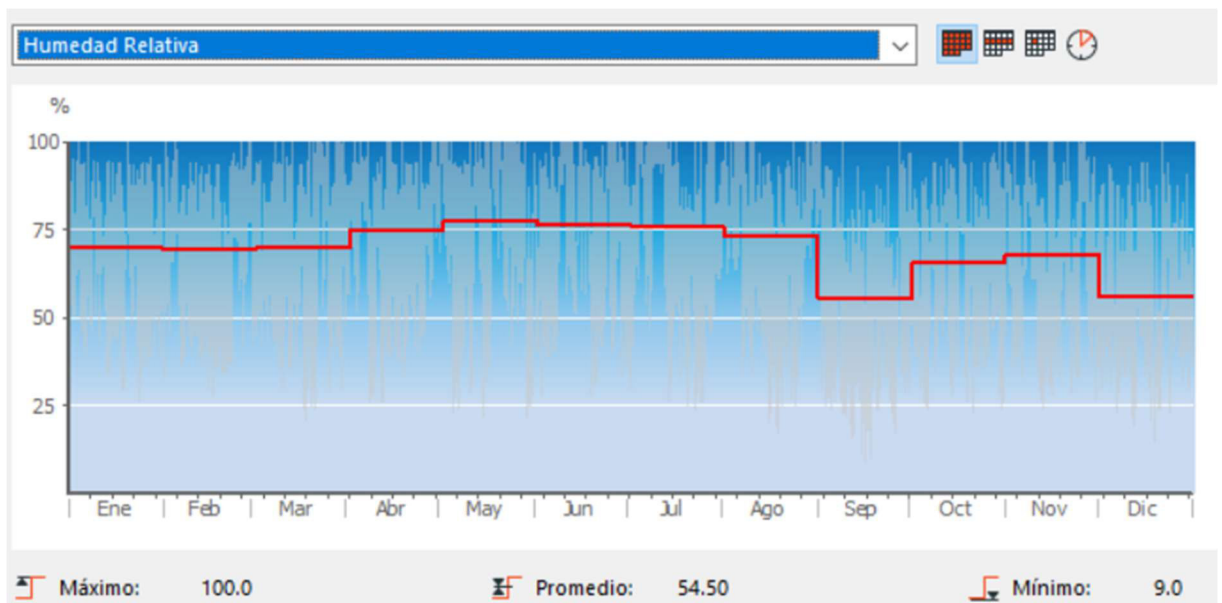 Humedad Relativa
%
100
75
50
25
Ene Feb Mar Abr May Jun Jul Ago Sep Oct Nov Dic
Máximo: 100.0 Promedio: 54.50 Mínimo: 9.0